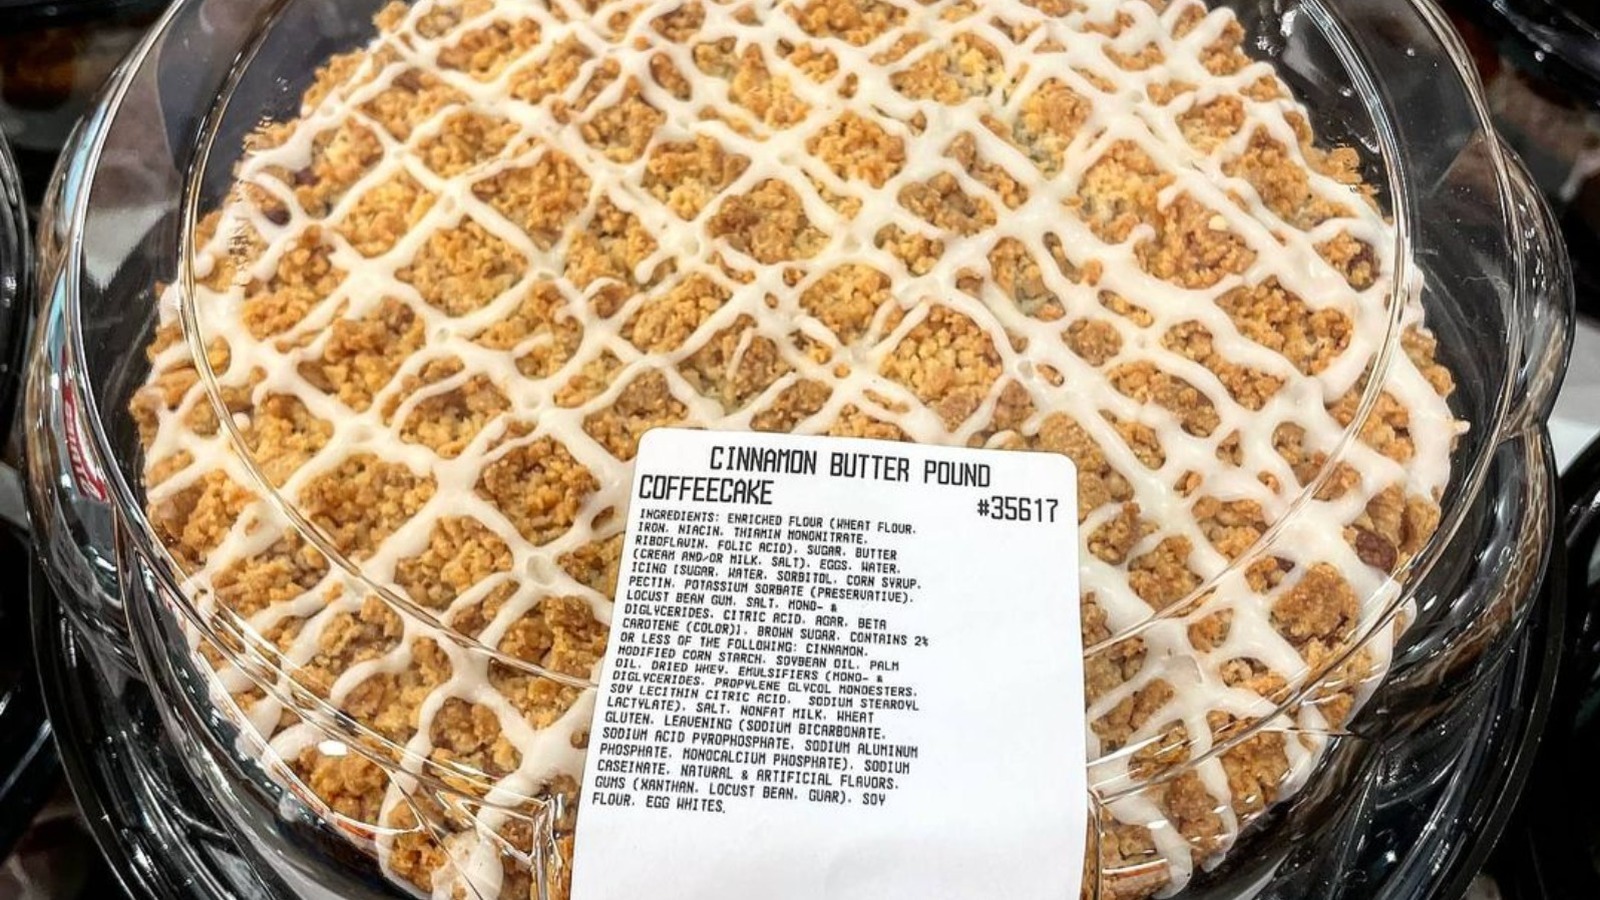 CINNAMON BUTTER POUND
COFFEECAKE #35617
INGREDIENTS: ENRICHED FLOUR (WHEAT FLOUR,
IRON, NIACIN, THIAMIN MONONITRATE,
RIBOFLAVIN, FOLIC ACID), SUGAR, BUTTER
(CREAM AND/OR MILK, SALT), EGGS, WATER,
ICING [SUGAR, WATER, SORBITOL, CORN SYRUP,
PECTIN, POTASSIUM SORBATE (PRESERVATIVE),
LOCUST BEAN GUM, SALT, MONO- &
DIGLYCERIDES, CITRIC ACID, AGAR, BETA
CAROTENE (COLOR)], BROWN SUGAR, CONTAINS 2%
OR LESS OF THE FOLLOWING: CINNAMON,
MODIFIED CORN STARCH, SOYBEAN OIL, PALM
OIL, DRIED WHEY, EMULSIFIERS (MONO- &
DIGLYCERIDES, PROPYLENE GLYCOL MONOESTERS,
SOY LECITHIN CITRIC ACID, SODIUM STEAROYL
LACTYLATE), SALT, NONFAT MILK, WHEAT
GLUTEN, LEAVENING (SODIUM BICARBONATE,
SODIUM ACID PYROPHOSPHATE, SODIUM ALUMINUM
PHOSPHATE, MONOCALCIUM PHOSPHATE), SODIUM
CASEINATE, NATURAL & ARTIFICIAL FLAVORS,
GUMS (XANTHAN, LOCUST BEAN, GUAR), SOY
FLOUR, EGG WHITES.